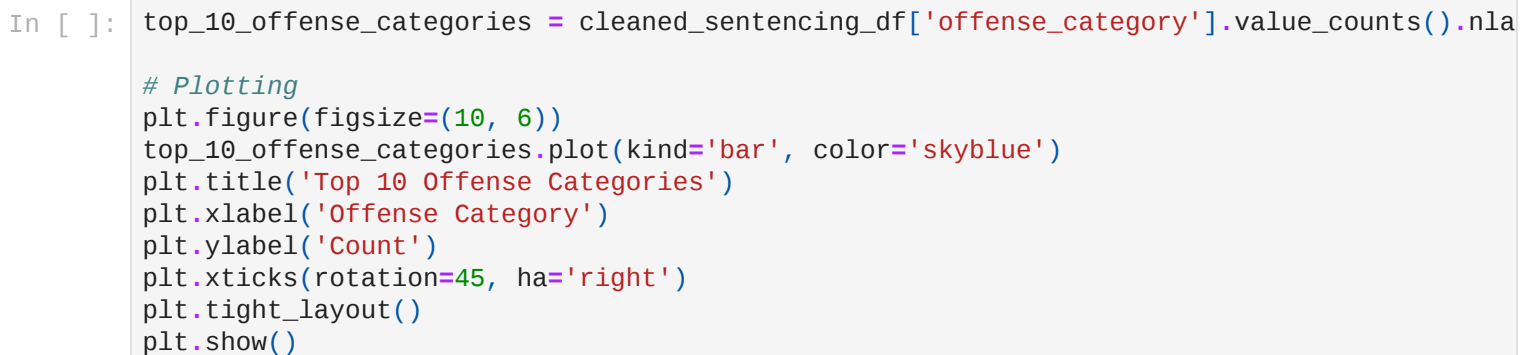 In [ ]: top_10_offense_categories = cleaned_sentencing_df['offense_category'].value_counts().nla
# Plotting
plt.figure(figsize=(10, 6))
top_10_offense_categories.plot(kind='bar', color='skyblue')
plt.title('Top 10 Offense Categories')
plt.xlabel('Offense Category')
plt.ylabel('Count')
plt.xticks(rotation=45, ha='right')
plt.tight_layout()
plt.show()